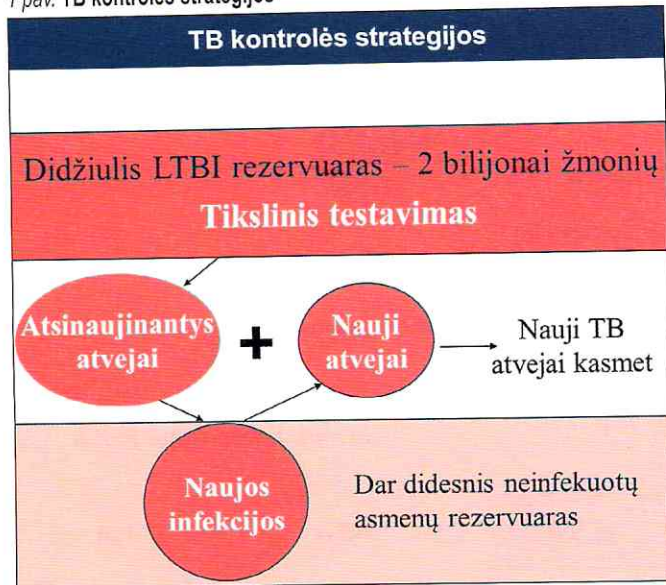 1 pav. TB kontrolės strategijos
TB kontrolės strategijos
Didžiulis LTBI rezervuaras – 2 bilijonai žmonių
Tikslinis testavimas
Atsinaujinantys
atvejai
+
Nauji
atvejai
Nauji TB
atvejai kasmet
Naujos
infekcijos
Dar didesnis neinfekuotų
asmenų rezervuaras